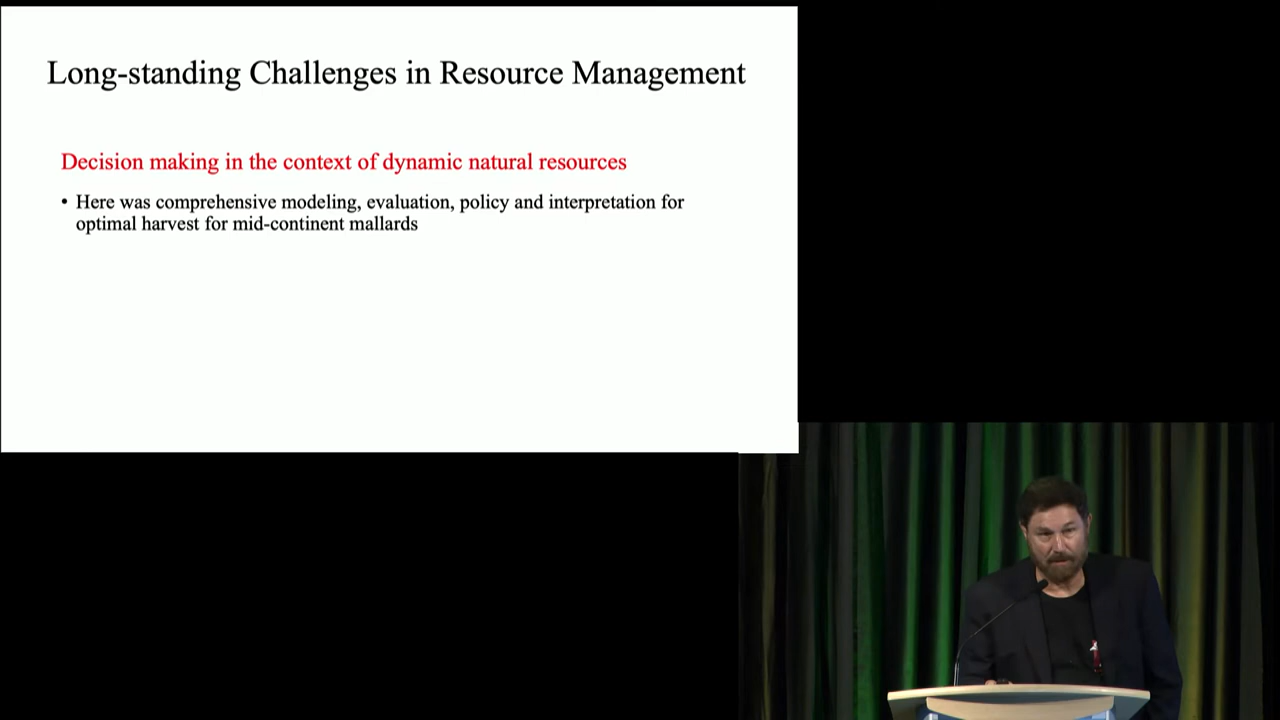 Long-standing Challenges in Resource Management
Decision making in the context of dynamic natural resources
• Here was comprehensive modeling, evaluation, policy and interpretation for
optimal harvest for mid-continent mallards